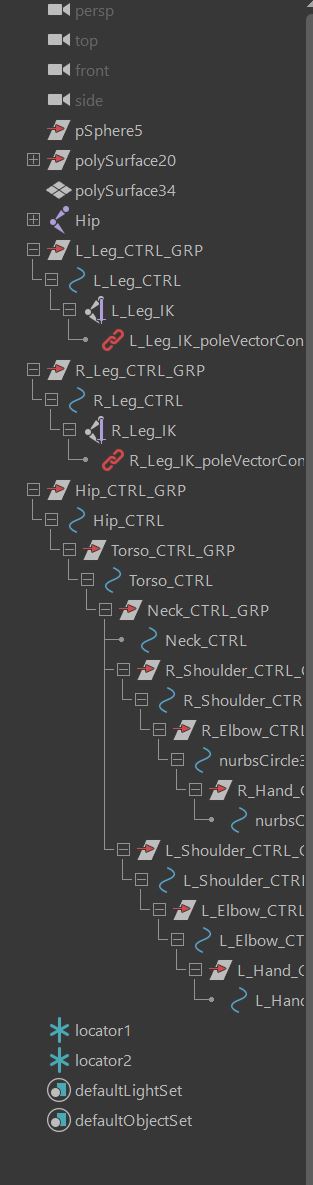 persp
top
front
side
pSphere5
polySurface20
polySurface34
Hip
L_Leg_CTRL_GRP
L_Leg_CTRL
L_Leg_IK
L_Leg_IK_poleVectorCon
R_Leg_CTRL_GRP
R_Leg_CTRL
R_Leg_IK
R_Leg_IK_poleVectorCon
Hip_CTRL_GRP
Hip_CTRL
Torso_CTRL_GRP
Torso_CTRL
Neck_CTRL_GRP
Neck_CTRL
R_Shoulder_CTRL_
R_Shoulder_CTR
R_Elbow_CTRL
nurbsCircle3
R_Hand_C
nurbsC
L_Shoulder_CTRL_G
L_Shoulder_CTRL
L_Elbow_CTRL
L_Elbow_CT
L_Hand_C
L_Hand
locator1
locator2
defaultLightSet
defaultObjectSet